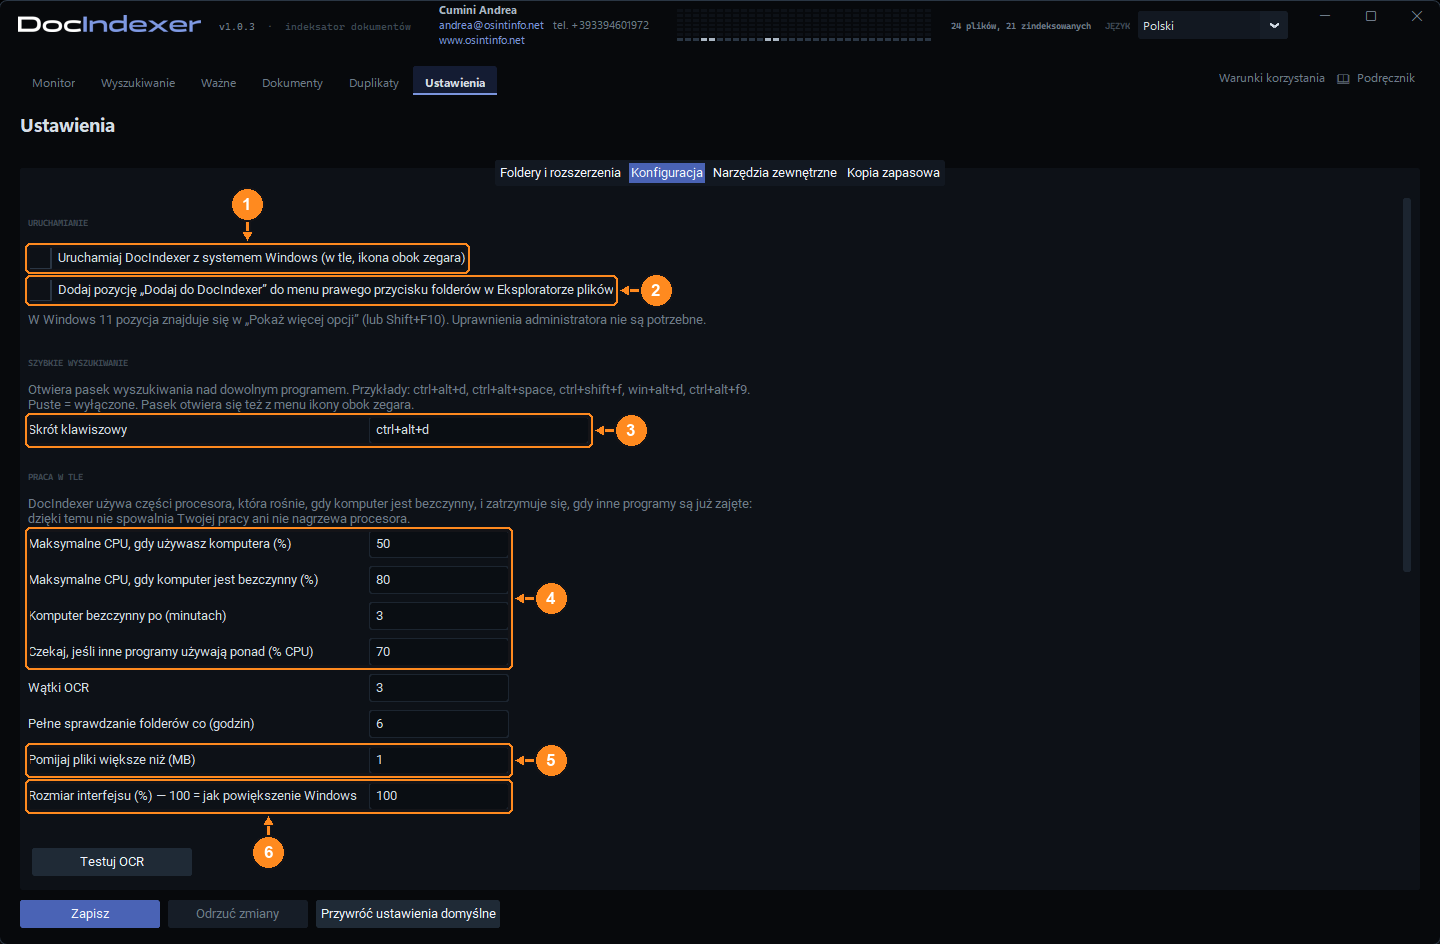 DocIndexer v1.0.3 · indeksator dokumentów
Cumini Andrea
andrea@osintinfo.net tel. +393394601972
www.osintinfo.net
24 plików, 21 zindeksowanych JĘZYK Polski
Monitor Wyszukiwanie Ważne Dokumenty Duplikaty Ustawienia
Warunki korzystania Podręcznik
Ustawienia
Foldery i rozszerzenia Konfiguracja Narzędzia zewnętrzne Kopia zapasowa
1
URUCHAMIANIE
Uruchamiaj DocIndexer z systemem Windows (w tle, ikona obok zegara)
Dodaj pozycję „Dodaj do DocIndexer” do menu prawego przycisku folderów w Eksploratorze plików
2
W Windows 11 pozycja znajduje się w „Pokaż więcej opcji” (lub Shift+F10). Uprawnienia administratora nie są potrzebne.
SZYBKIE WYSZUKIWANIE
Otwiera pasek wyszukiwania nad dowolnym programem. Przykłady: ctrl+alt+d, ctrl+alt+space, ctrl+shift+f, win+alt+d, ctrl+alt+f9.
Puste = wyłączone. Pasek otwiera się też z menu ikony obok zegara.
Skrót klawiszowy ctrl+alt+d
3
PRACA W TLE
DocIndexer używa części procesora, która rośnie, gdy komputer jest bezczynny, i zatrzymuje się, gdy inne programy są już zajęte:
dzięki temu nie spowalnia Twojej pracy ani nie nagrzewa procesora.
Maksymalne CPU, gdy używasz komputera (%) 50
Maksymalne CPU, gdy komputer jest bezczynny (%) 80
4
Komputer bezczynny po (minutach) 3
Czekaj, jeśli inne programy używają ponad (% CPU) 70
Wątki OCR 3
Pełne sprawdzanie folderów co (godzin) 6
Pomijaj pliki większe niż (MB) 1
5
Rozmiar interfejsu (%) — 100 = jak powiększenie Windows 100
6
Testuj OCR
Zapisz Odrzuć zmiany Przywróć ustawienia domyślne